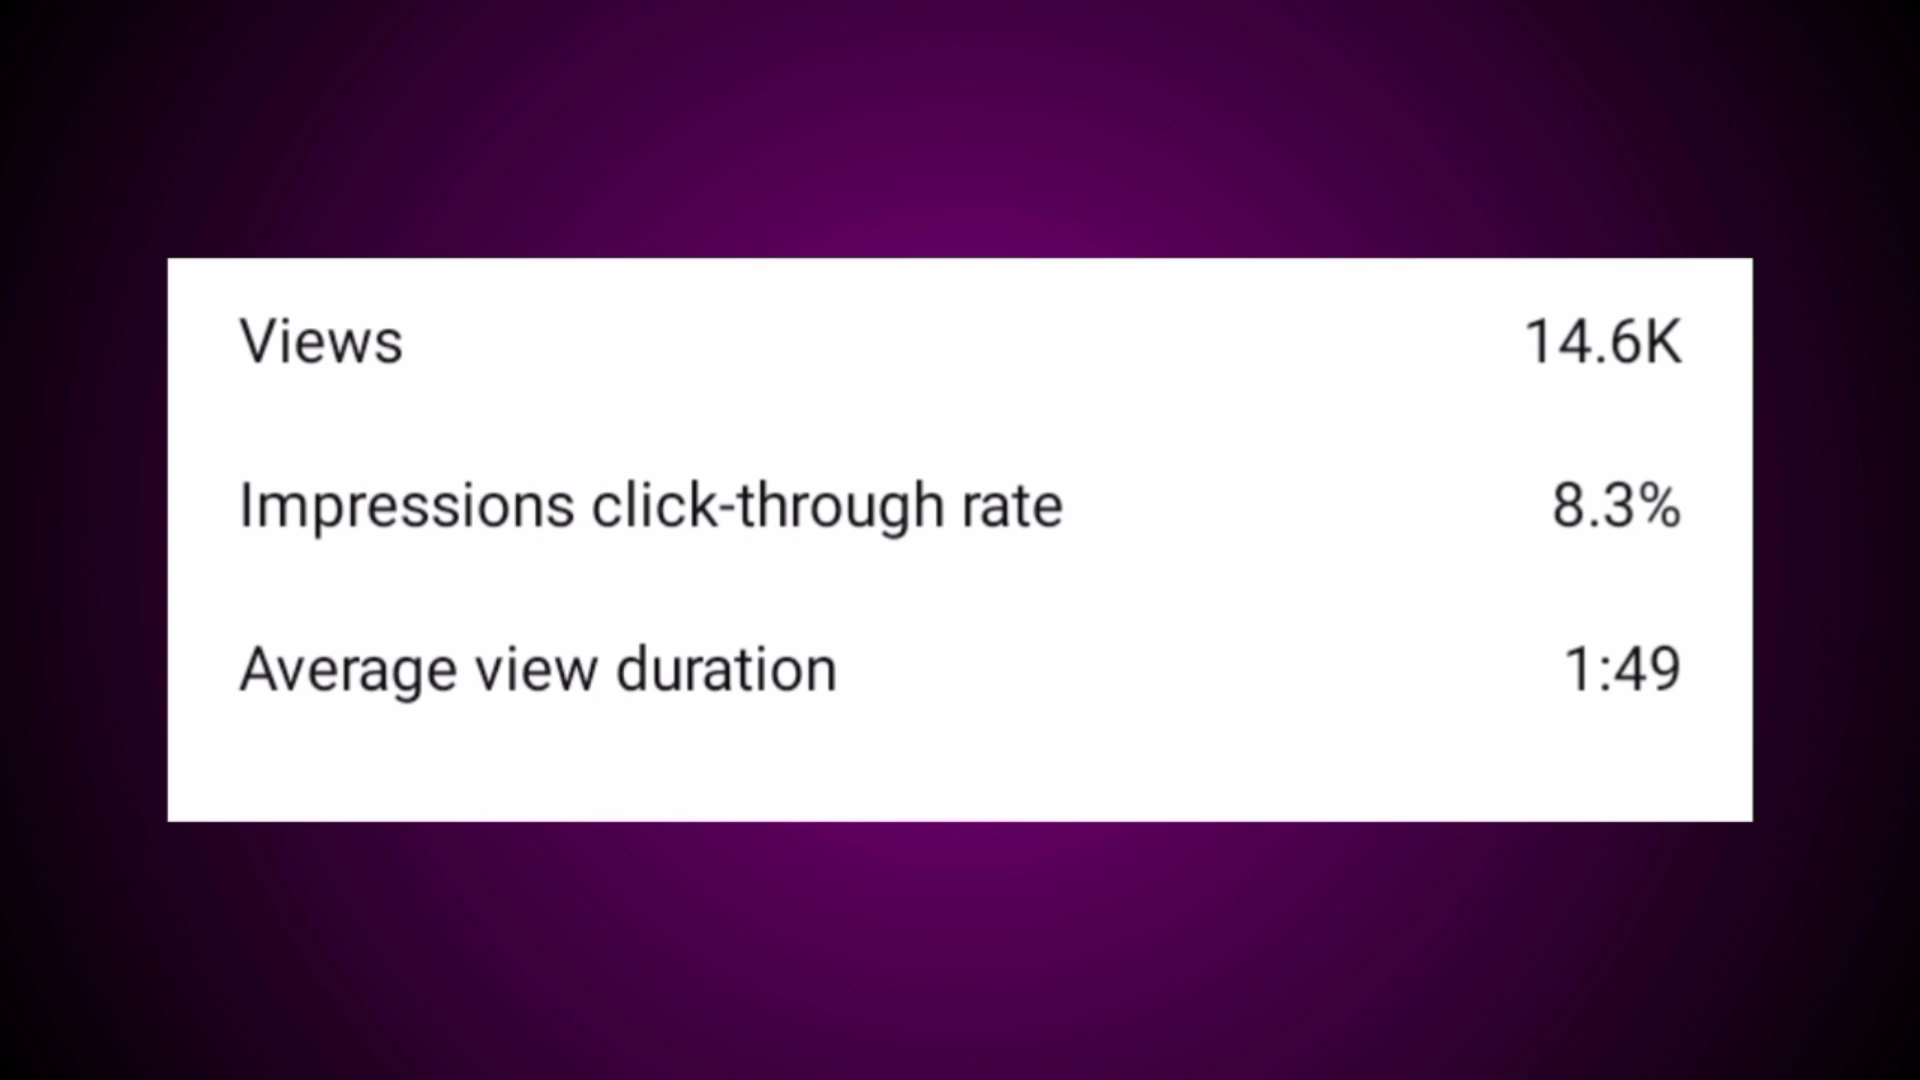 Views 14.6K
Impressions click-through rate 8.3%
Average view duration 1:49